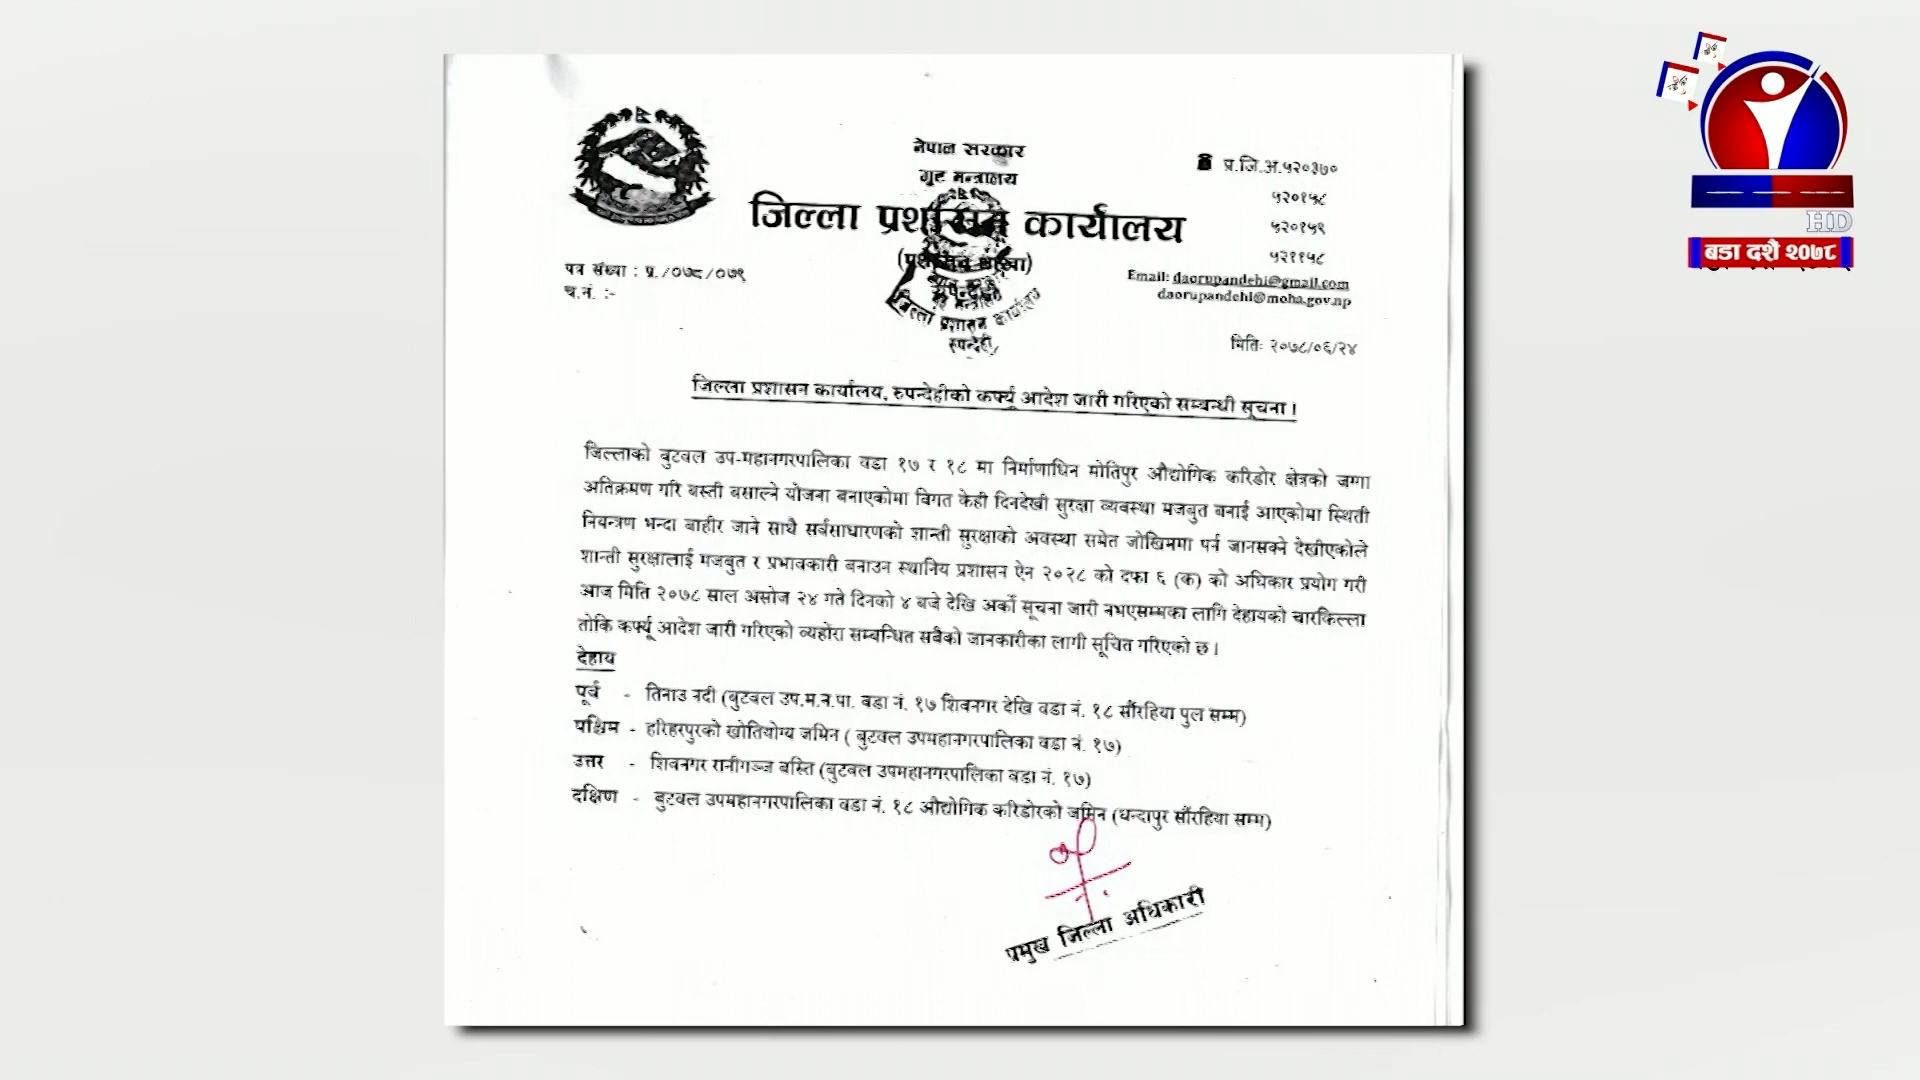 नेपाल सरकार
गृह मन्त्रालय
जिल्ला प्रशासन कार्यालय
(प्रशासन शाखा)
प्र.जि.अ.५२०३७०
५२०१५८
५२०१५९
५२११५८
Email: daorupandehi@gmail.com
daorupandehi@moha.gov.np
पत्र संख्या : प्र./०७८/०७९
च.नं. :-
जिल्ला प्रशासन कार्यालय
रुपन्देही
मितिः २०७८/०६/२४
जिल्ला प्रशासन कार्यालय, रुपन्देहीको कर्फ्यू आदेश जारी गरिएको सम्बन्धी सूचना !
जिल्लाको बुटवल उप-महानगरपालिका वडा १७ र १८ मा निर्माणाधिन मोतिपुर औद्योगिक करिडोर क्षेत्रको जग्गा
अतिक्रमण गरि बस्ती बसाल्ने योजना बनाएकोमा विगत केही दिनदेखी सुरक्षा व्यवस्था मजबुत बनाई आएकोमा स्थिती
नियन्त्रण भन्दा बाहीर जाने साथै सर्बसाधारणको शान्ती सुरक्षाको अवस्था समेत जोखिममा पर्न जानसक्ने देखीएकोले
शान्ती सुरक्षालाई मजबुत र प्रभावकारी बनाउन स्थानिय प्रशासन ऐन २०२८ को दफा ६ (क) को अधिकार प्रयोग गरी
आज मिति २०७८ साल असोज २४ गते दिनको ४ बजे देखि अर्को सूचना जारी नभएसम्मका लागि देहायको चारकिल्ला
तोकि कर्फ्यू आदेश जारी गरिएको व्यहोरा सम्बन्धित सबैको जानकारीका लागी सूचित गरिएको छ ।
देहाय
पूर्व - तिनाउ नदी (बुटवल उप.म.न.पा. वडा नं. १७ शिवनगर देखि वडा नं. १८ सौरहिया पुल सम्म)
पश्चिम - हरिहरपुरको खोतियोग्य जमिन ( बुटवल उपमहानगरपालिका वडा नं. १७)
उत्तर - शिवनगर रानीगञ्ज बस्ति (बुटवल उपमहानगरपालिका वडा नं. १७)
दक्षिण - बुटवल उपमहानगरपालिका वडा नं. १८ औद्योगिक करिडोरको जमिन (धन्दापुर सौरहिया सम्म)
प्रमुख जिल्ला अधिकारी
HD
बडा दशै २०७८